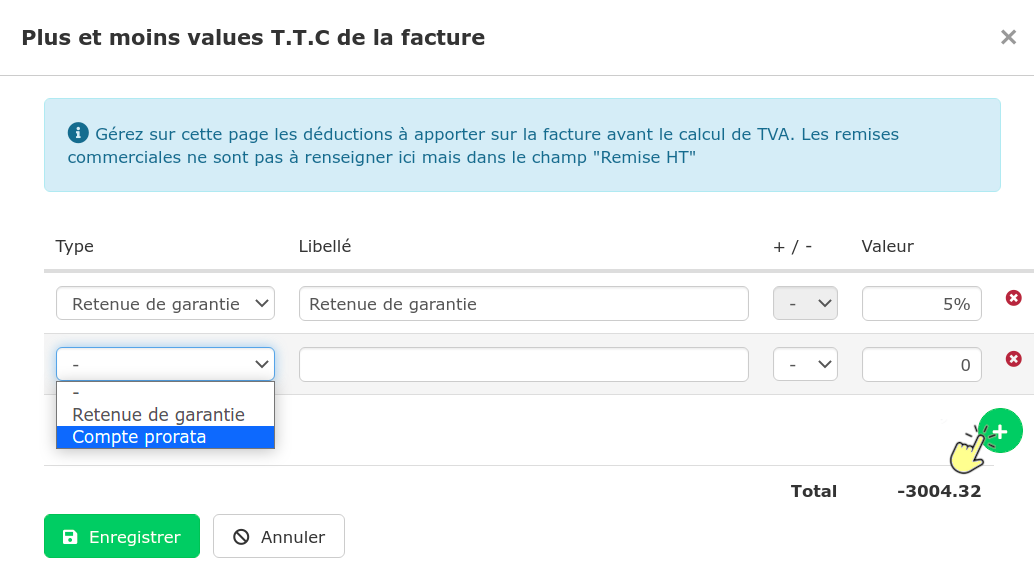 Plus et moins values T.T.C de la facture
×
Gérez sur cette page les déductions à apporter sur la facture avant le calcul de TVA. Les remises
commerciales ne sont pas à renseigner ici mais dans le champ "Remise HT"
Type Libellé + / - Valeur
Retenue de garantie Retenue de garantie - 5%
- - 0
-
Retenue de garantie
Compte prorata
+
Total -3004.32
Enregistrer Annuler